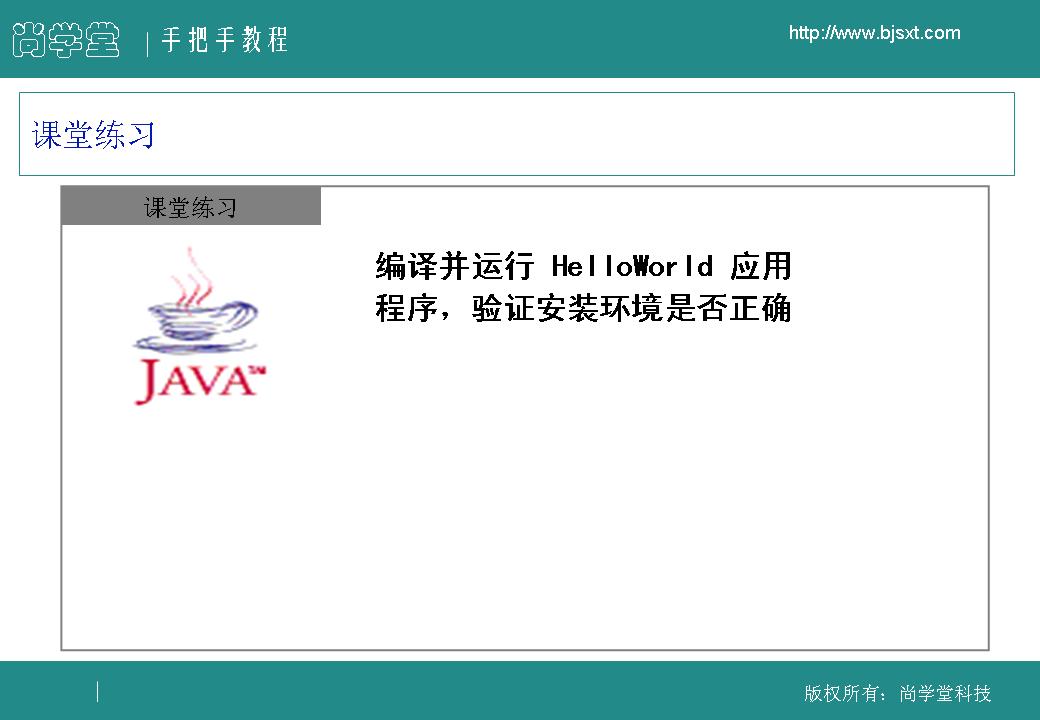 尚学堂
手把手教程
http://www.bjsxt.com
课堂练习
课堂练习
编译并运行 HelloWorld 应用
程序，验证安装环境是否正确
JAVA™
版权所有：尚学堂科技